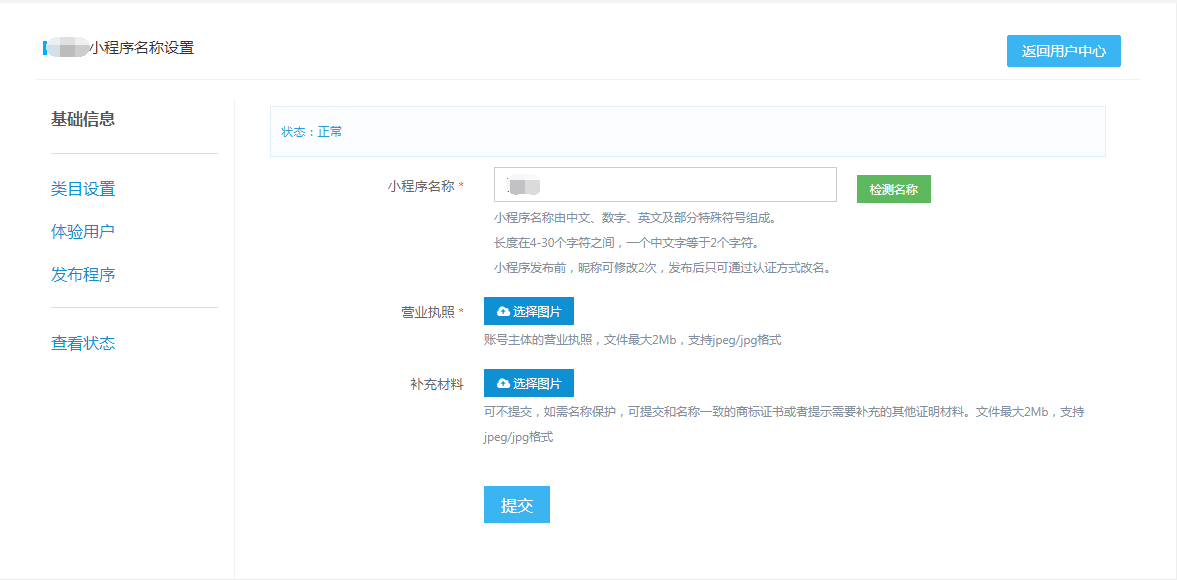 小程序名称设置
返回用户中心
基础信息
类目设置
体验用户
发布程序
查看状态
状态：正常
小程序名称 *
检测名称
小程序名称由中文、数字、英文及部分特殊符号组成。
长度在4-30个字符之间，一个中文字等于2个字符。
小程序发布前，昵称可修改2次，发布后只可通过认证方式改名。
营业执照 *
选择图片
账号主体的营业执照，文件最大2Mb，支持jpeg/jpg格式
补充材料
选择图片
可不提交，如需名称保护，可提交和名称一致的商标证书或者提示需要补充的其他证明材料。文件最大2Mb，支持
jpeg/jpg格式
提交